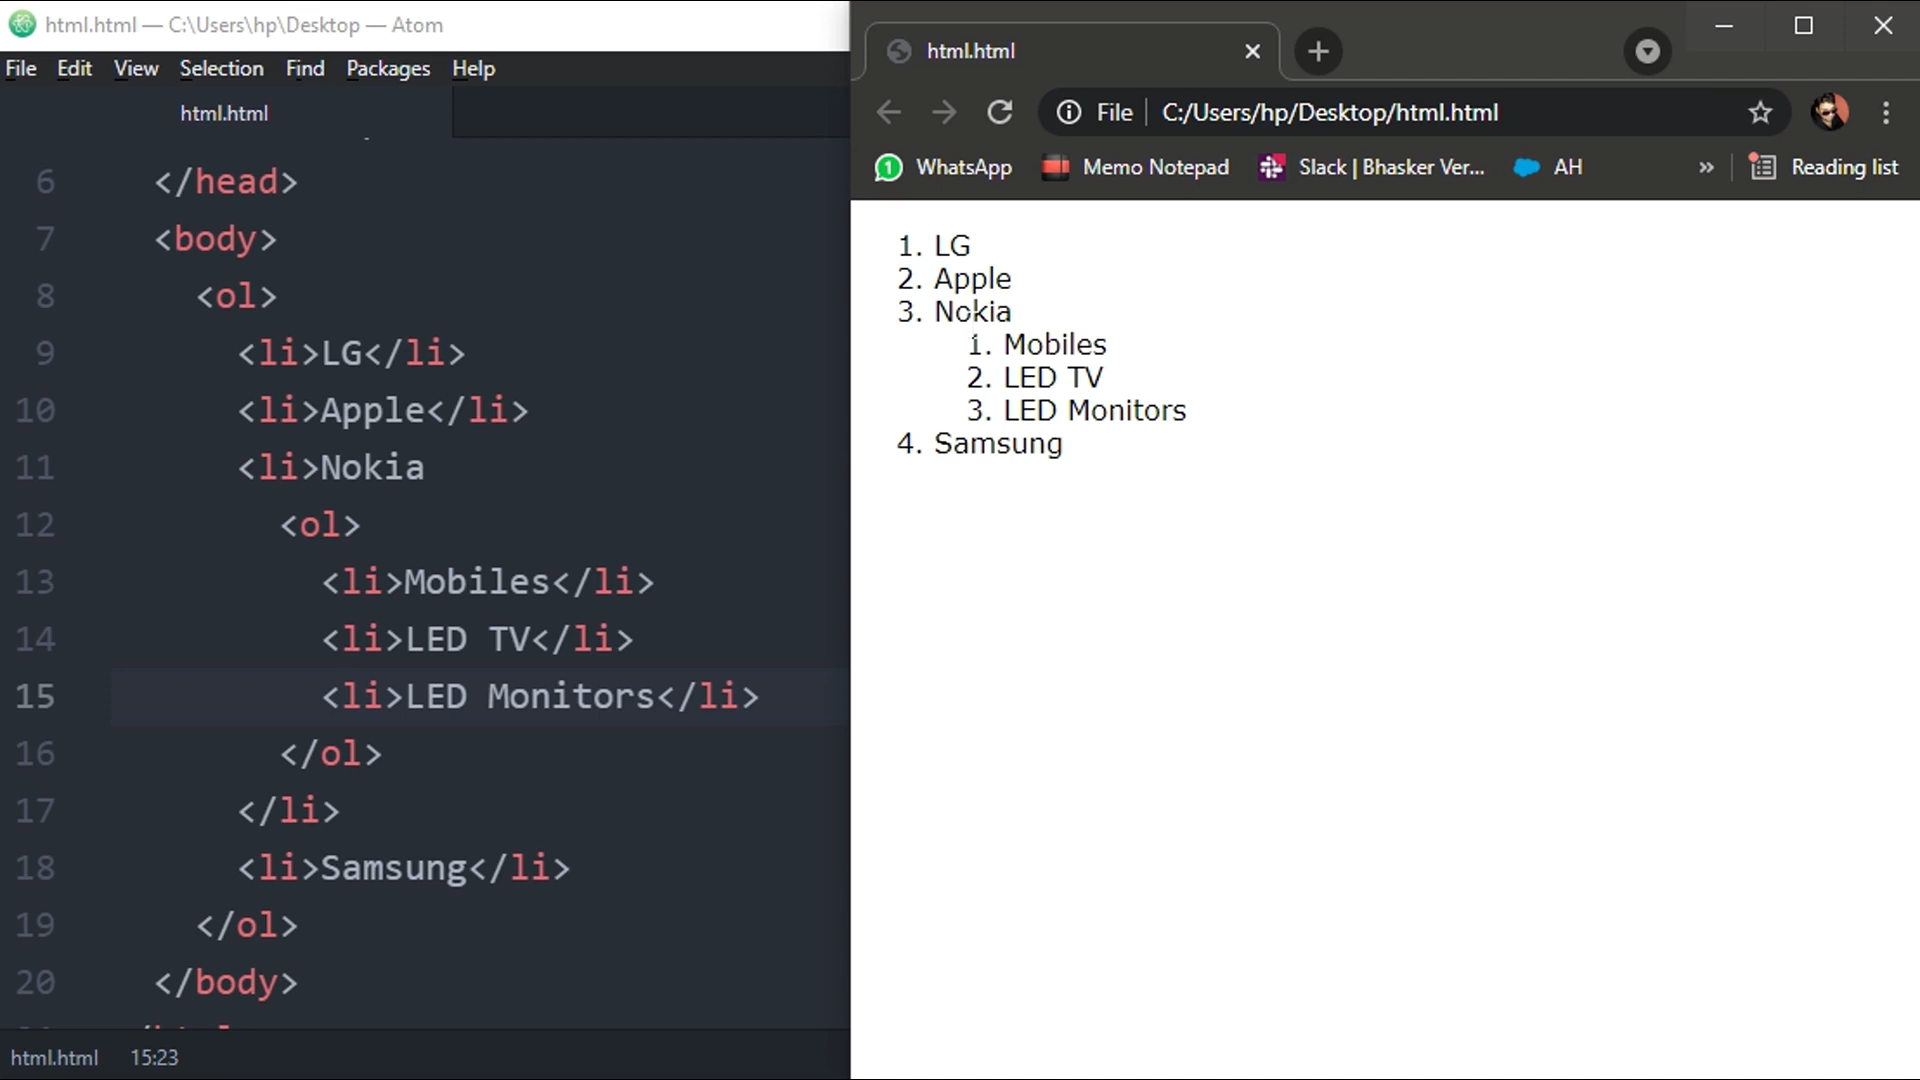 html.html — C:\Users\hp\Desktop — Atom
File Edit View Selection Find Packages Help
html.html
6 </head>
7 <body>
8 <ol>
9 <li>LG</li>
10 <li>Apple</li>
11 <li>Nokia
12 <ol>
13 <li>Mobiles</li>
14 <li>LED TV</li>
15 <li>LED Monitors</li>
16 </ol>
17 </li>
18 <li>Samsung</li>
19 </ol>
20 </body>
html.html 15:23
html.html
File C:/Users/hp/Desktop/html.html
1 WhatsApp Memo Notepad Slack | Bhasker Ver... AH » Reading list
1. LG
2. Apple
3. Nokia
1. Mobiles
2. LED TV
3. LED Monitors
4. Samsung